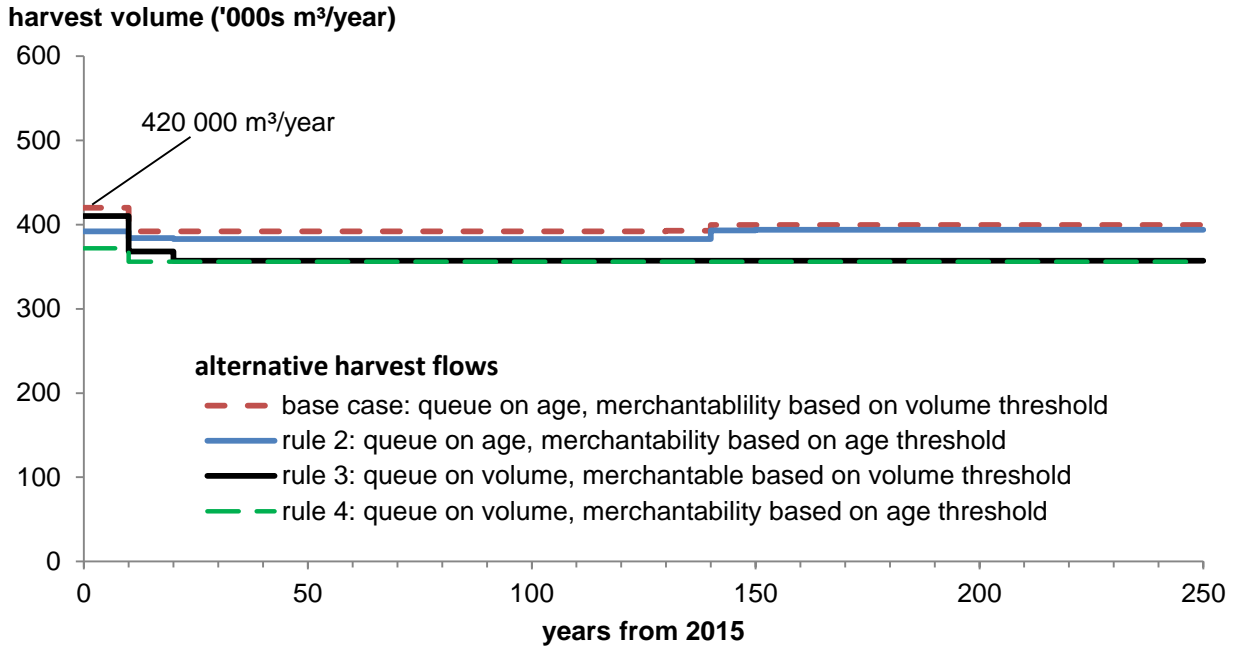 harvest volume ('000s m³/year)
600
420 000 m³/year
500
400
300
alternative harvest flows
200
base case: queue on age, merchantablility based on volume threshold
rule 2: queue on age, merchantability based on age threshold
rule 3: queue on volume, merchantable based on volume threshold
100
rule 4: queue on volume, merchantability based on age threshold
0
0 50 100 150 200 250
years from 2015